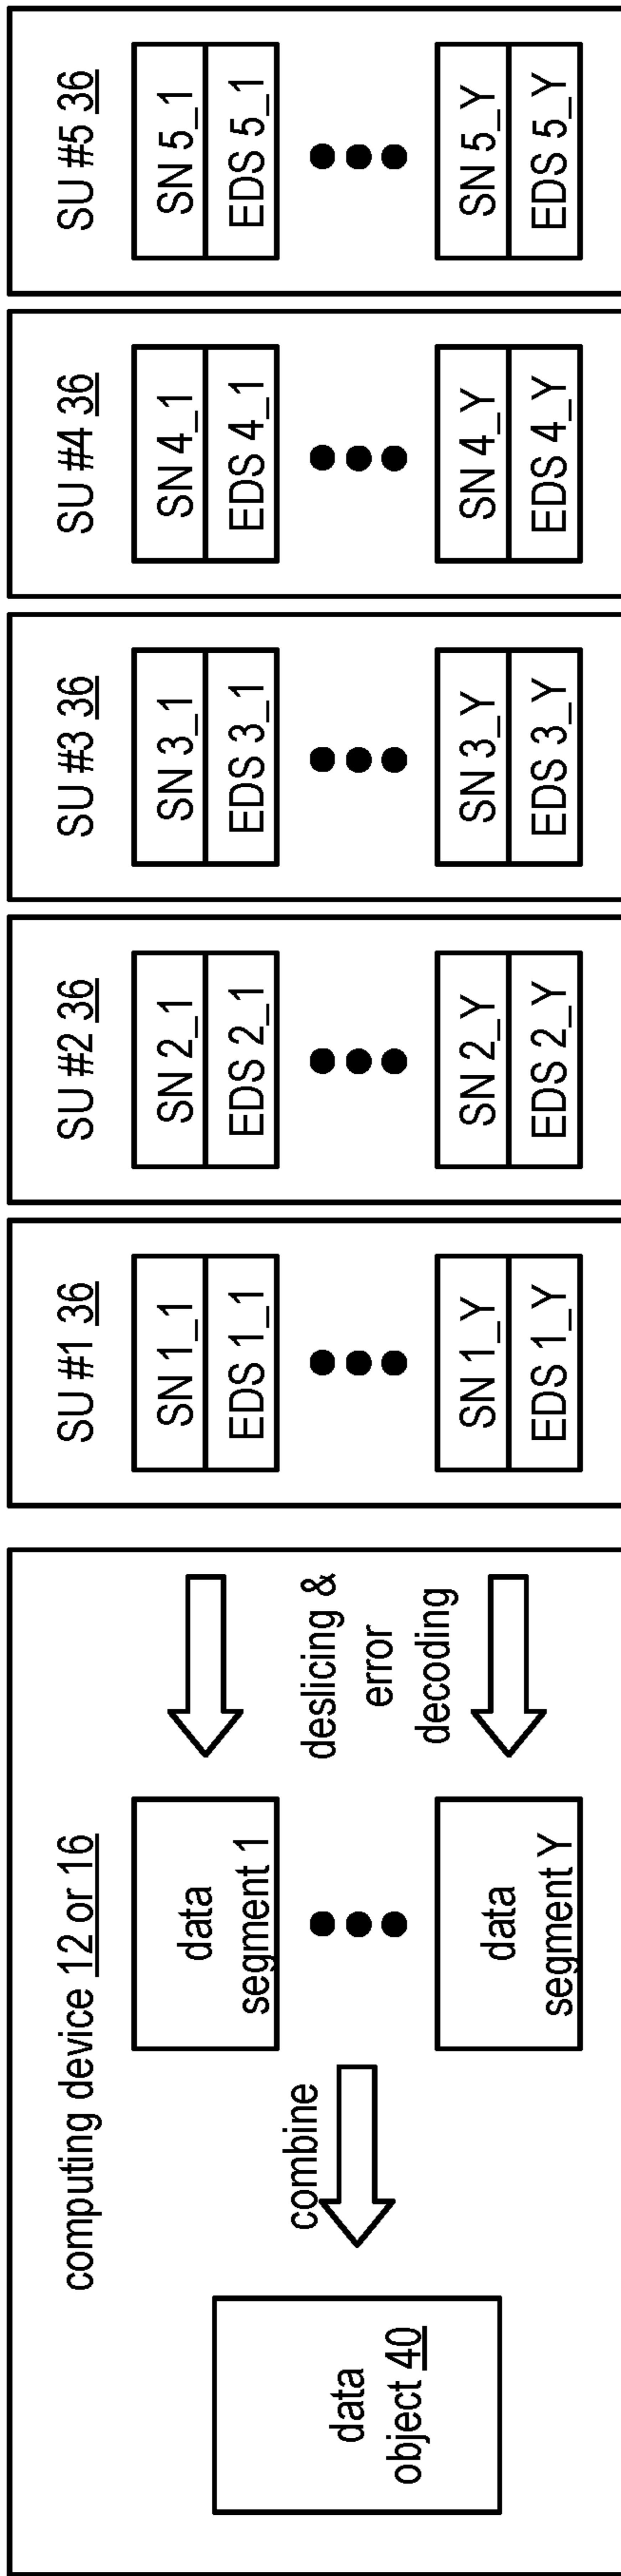 computing device 12 or 16
data
object 40
combine
data
segment 1
data
segment Y
deslicing &
error
decoding
SU #1 36
SN 1_1
EDS 1_1
SN 1_Y
EDS 1_Y
SU #2 36
SN 2_1
EDS 2_1
SN 2_Y
EDS 2_Y
SU #3 36
SN 3_1
EDS 3_1
SN 3_Y
EDS 3_Y
SU #4 36
SN 4_1
EDS 4_1
SN 4_Y
EDS 4_Y
SU #5 36
SN 5_1
EDS 5_1
SN 5_Y
EDS 5_Y